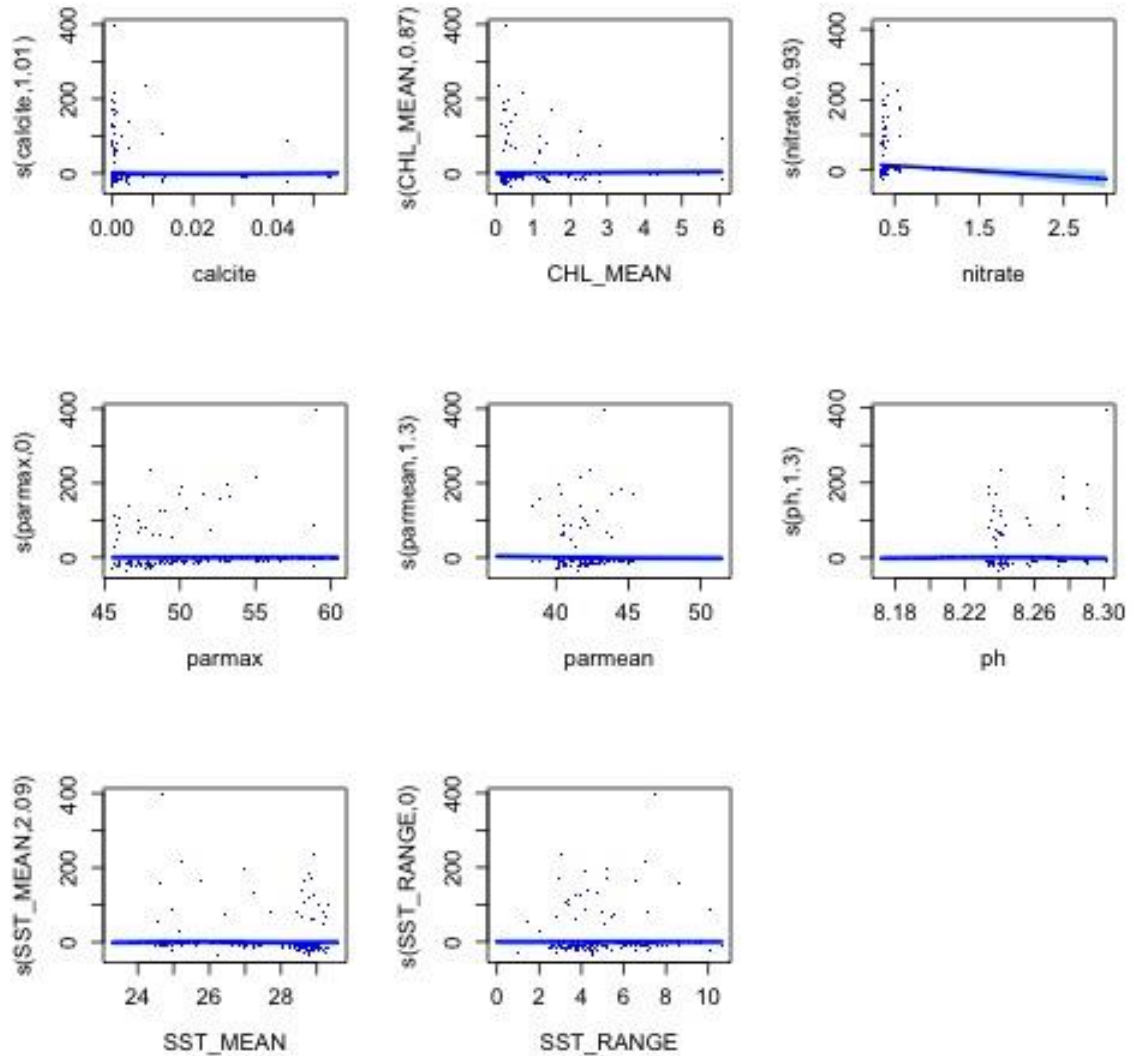 s(calcite,1.01)
400
200
0
0.00 0.02 0.04
calcite
s(CHL_MEAN,0.87)
400
200
0
0 1 2 3 4 5 6
CHL_MEAN
s(nitrate,0.93)
400
200
0
0.5 1.5 2.5
nitrate
s(parmax,0)
400
200
0
45 50 55 60
parmax
s(parmean,1.3)
400
200
0
40 45 50
parmean
s(ph,1.3)
400
200
0
8.18 8.22 8.26 8.30
ph
s(SST_MEAN,2.09)
400
200
0
24 26 28
SST_MEAN
s(SST_RANGE,0)
400
200
0
0 2 4 6 8 10
SST_RANGE